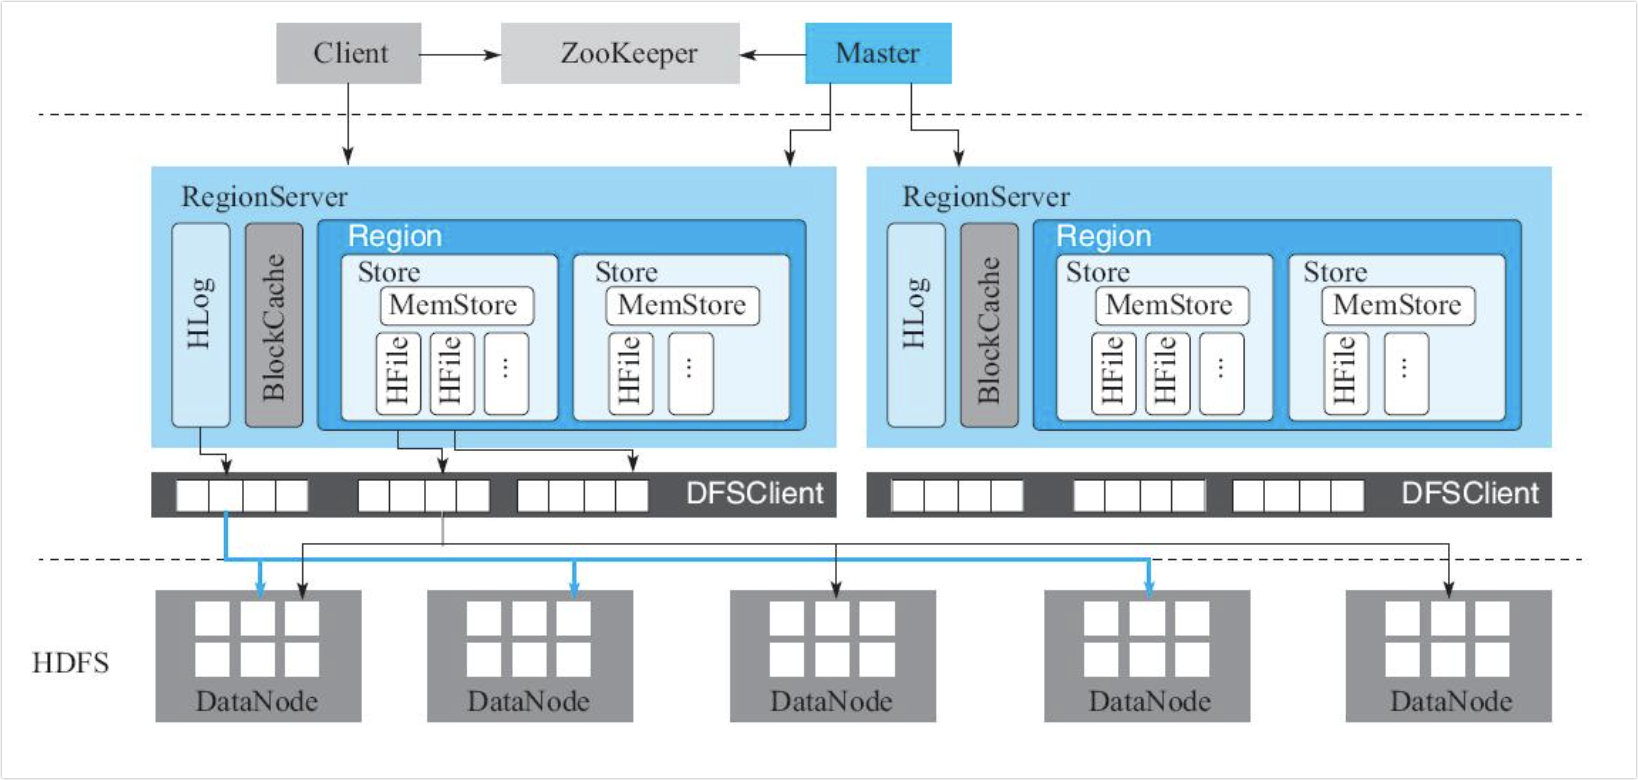 Client
ZooKeeper
Master
RegionServer
HLog
BlockCache
Region
Store
MemStore
HFile
HFile
...
Store
MemStore
HFile
...
RegionServer
HLog
BlockCache
Region
Store
MemStore
HFile
HFile
...
Store
MemStore
HFile
...
DFSClient
DFSClient
HDFS
DataNode
DataNode
DataNode
DataNode
DataNode